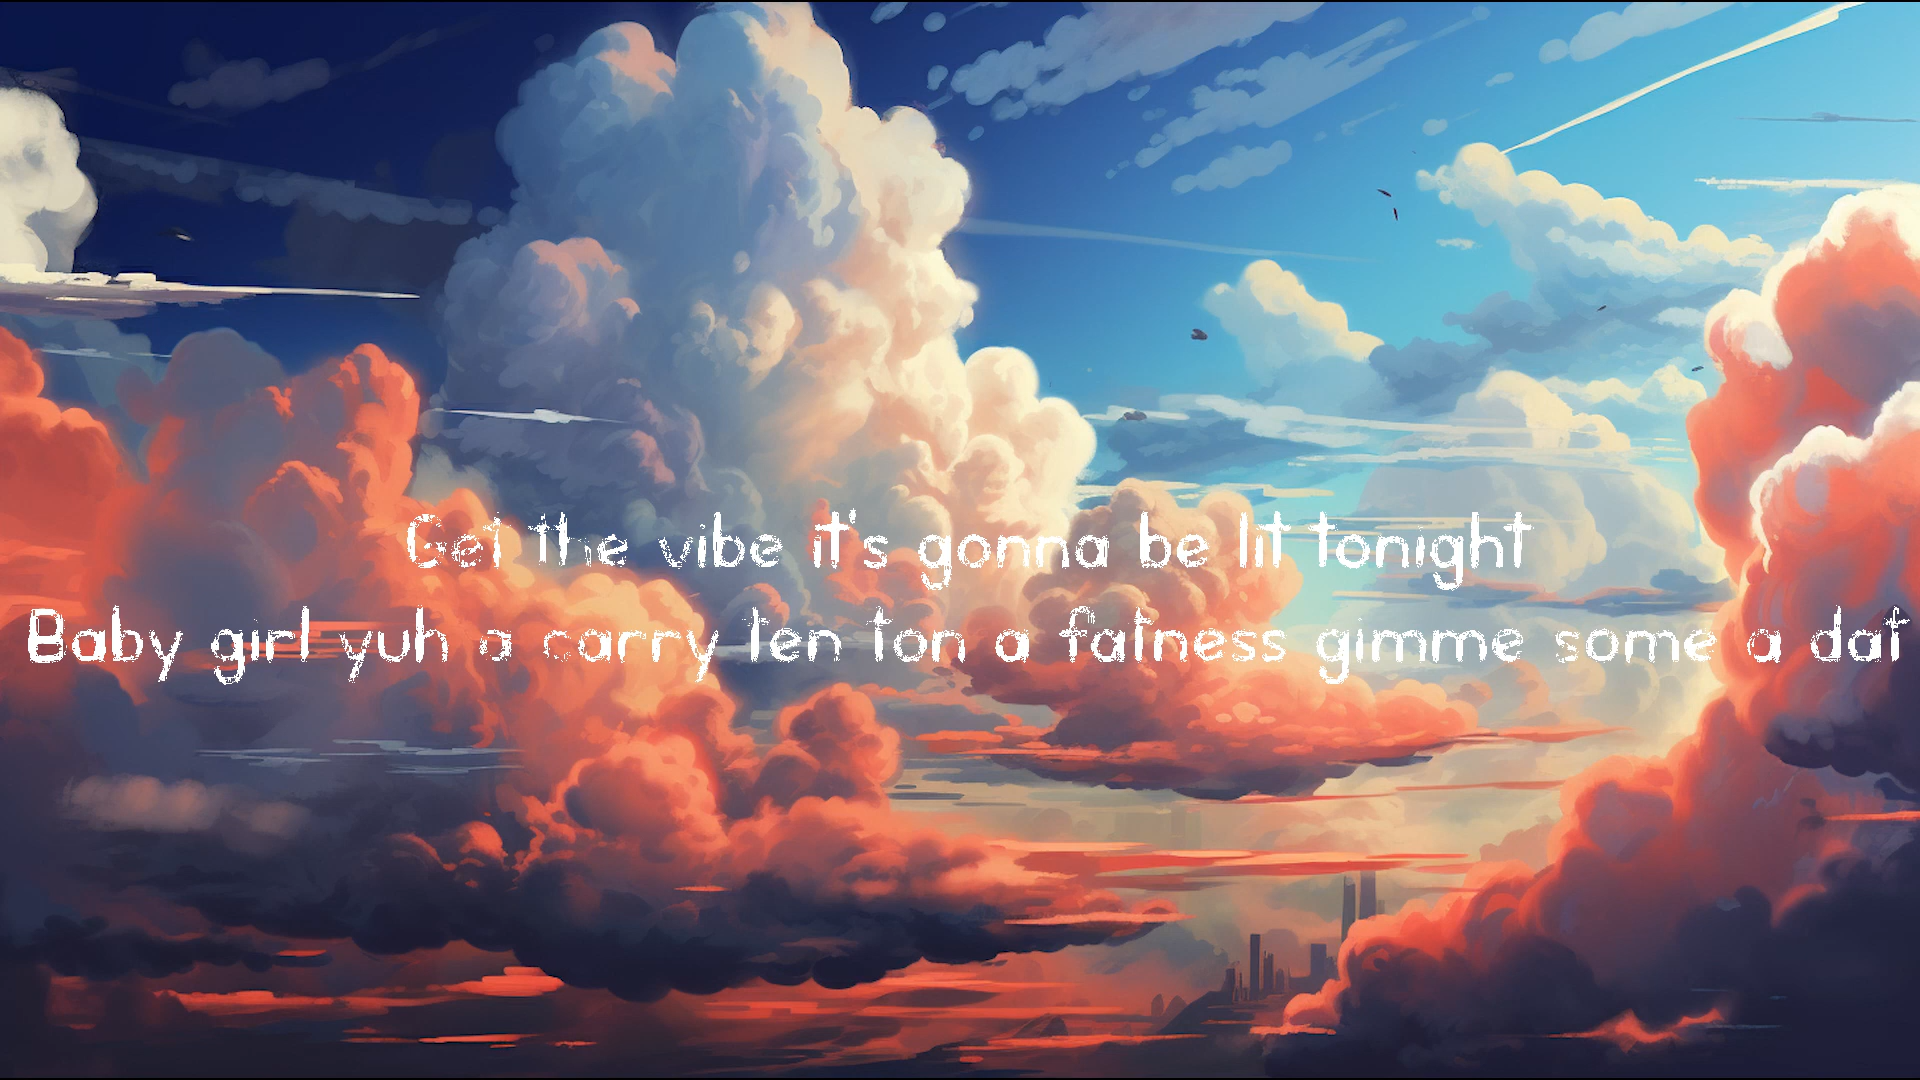 Get the vibe it's gonna be lit tonight
Baby girl yuh a carry ten ton a fatness gimme some a dat